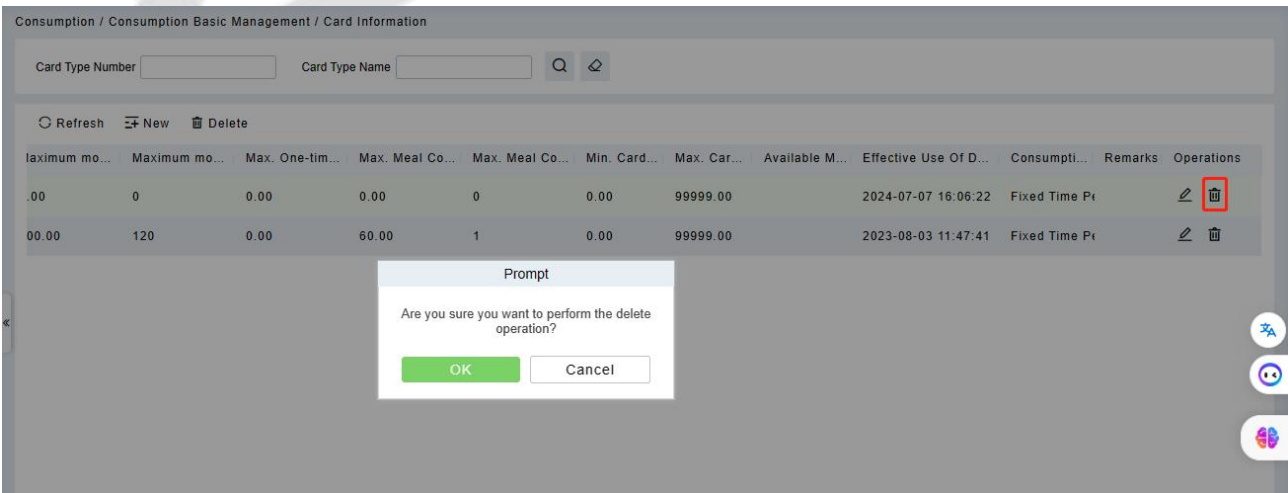 Consumption / Consumption Basic Management / Card Information
Card Type Number Card Type Name
Refresh New Delete
laximum mo... Maximum mo... Max. One-tim... Max. Meal Co... Max. Meal Co... Min. Card... Max. Car... Available M... Effective Use Of D... Consumpti... Remarks Operations
.00 0 0.00 0.00 0 0.00 99999.00 2024-07-07 16:06:22 Fixed Time Pe
00.00 120 0.00 60.00 1 0.00 99999.00 2023-08-03 11:47:41 Fixed Time Pe
Prompt
Are you sure you want to perform the delete
operation?
OK Cancel